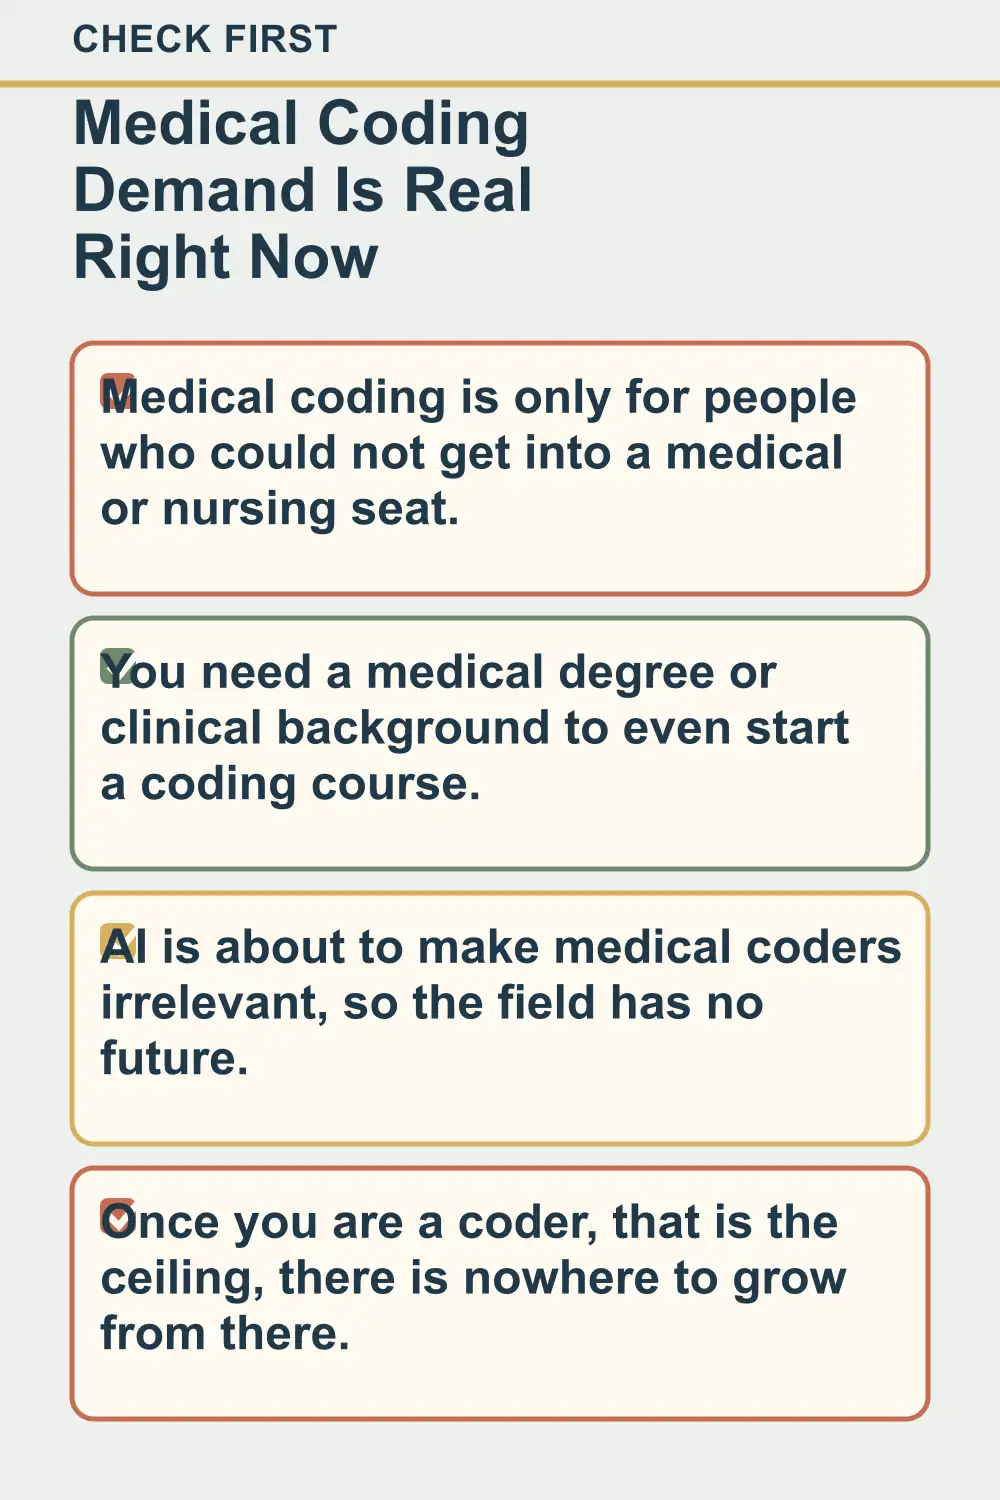 CHECK FIRST
Medical Coding
Demand Is Real
Right Now
Medical coding is only for people
who could not get into a medical
or nursing seat.
You need a medical degree or
clinical background to even start
a coding course.
AI is about to make medical coders
irrelevant, so the field has no
future.
Once you are a coder, that is the
ceiling, there is nowhere to grow
from there.